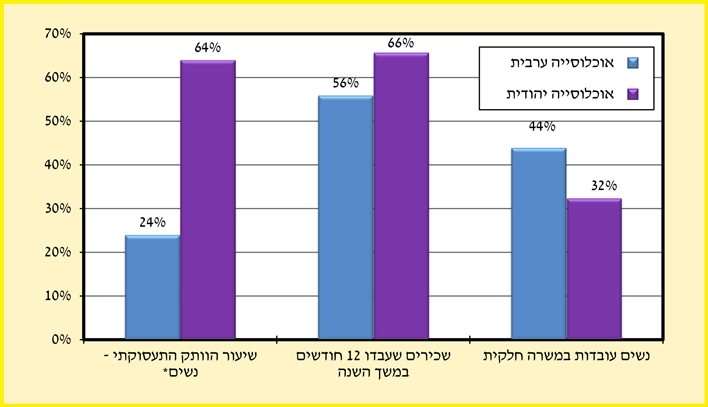 70%
60%
50%
40%
30%
20%
10%
0%
אוכלוסייה ערבית
אוכלוסייה יהודית
24%
64%
56%
66%
44%
32%
שיעור הוותק התעסוקתי -
נשים*
שכירים שעבדו 12 חודשים
במשך השנה
נשים עובדות במשרה חלקית